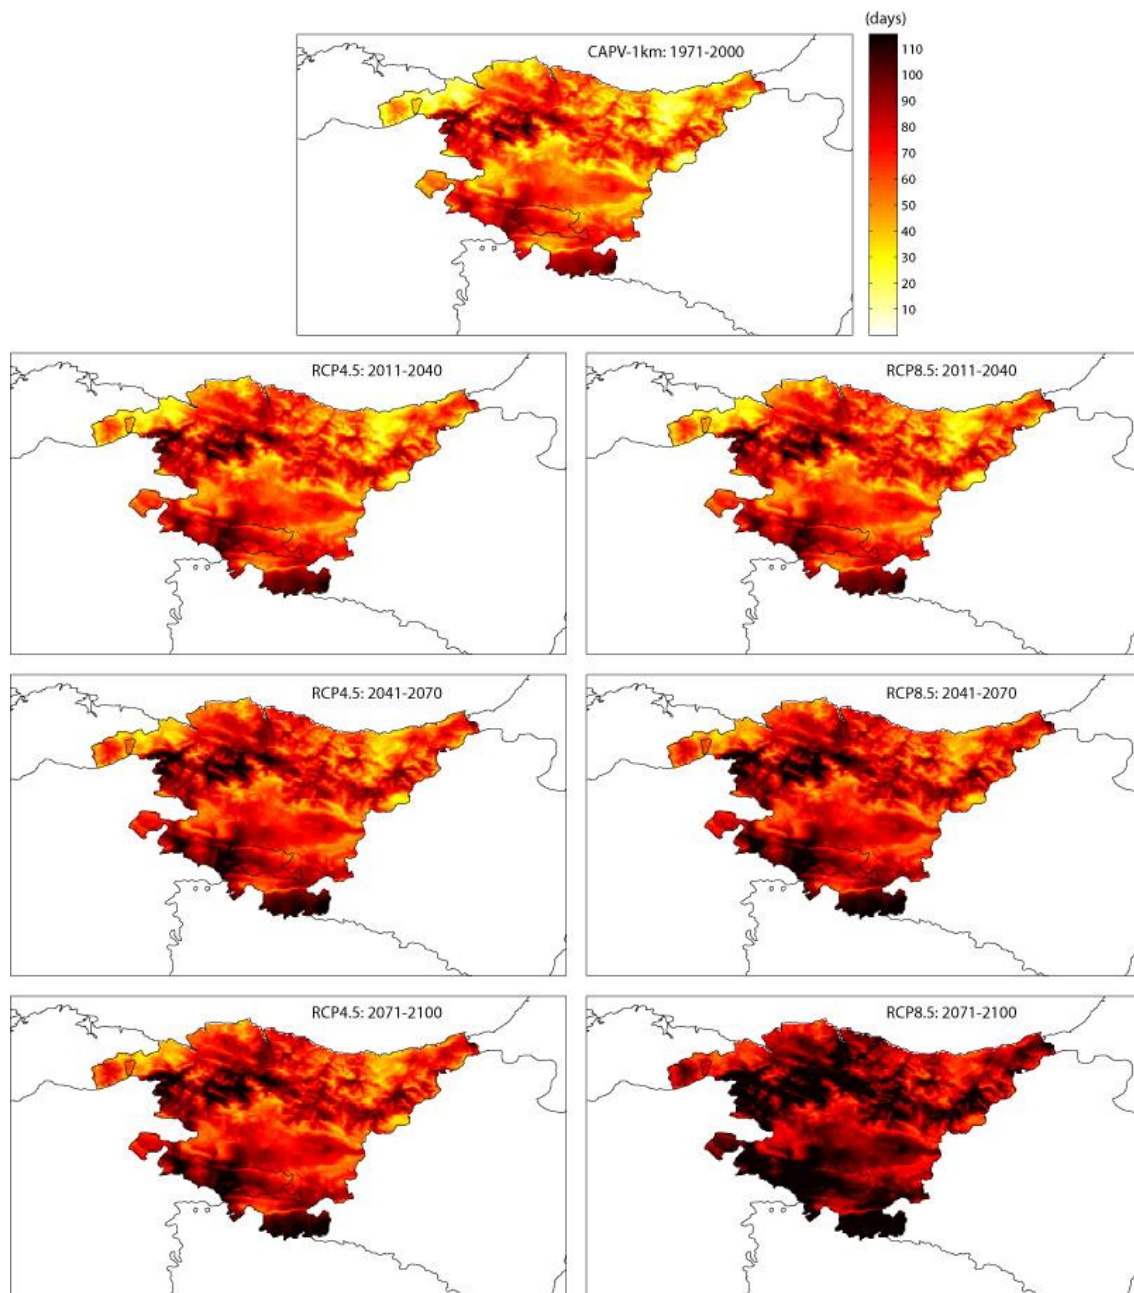 (days)
CAPV-1km: 1971-2000
110
100
90
80
70
60
50
40
30
20
10
RCP4.5: 2011-2040
RCP8.5: 2011-2040
RCP4.5: 2041-2070
RCP8.5: 2041-2070
RCP4.5: 2071-2100
RCP8.5: 2071-2100